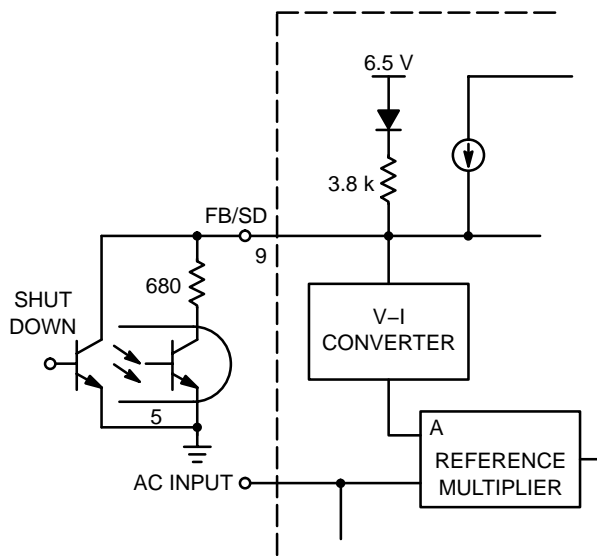 6.5 V
3.8 k
FB/SD
9
680
SHUT
DOWN
V–I
CONVERTER
5
A
REFERENCE
MULTIPLIER
AC INPUT